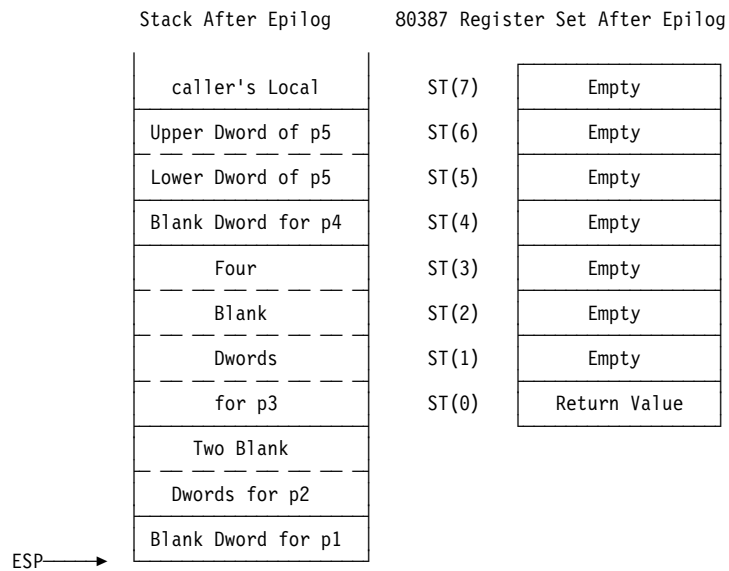 Stack After Epilog 80387 Register Set After Epilog
caller's Local ST(7) Empty
Upper Dword of p5 ST(6) Empty
Lower Dword of p5 ST(5) Empty
Blank Dword for p4 ST(4) Empty
Four ST(3) Empty
Blank ST(2) Empty
Dwords ST(1) Empty
for p3 ST(0) Return Value
Two Blank
Dwords for p2
Blank Dword for p1
ESP